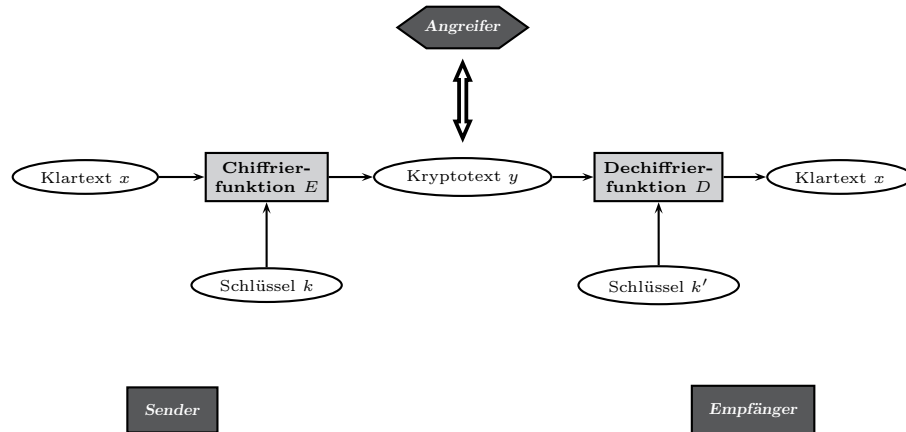 Angreifer
Klartext x
Chiffrier-
funktion E
Kryptotext y
Dechiffrier-
funktion D
Klartext x
Schlüssel k
Schlüssel k′
Sender
Empfänger